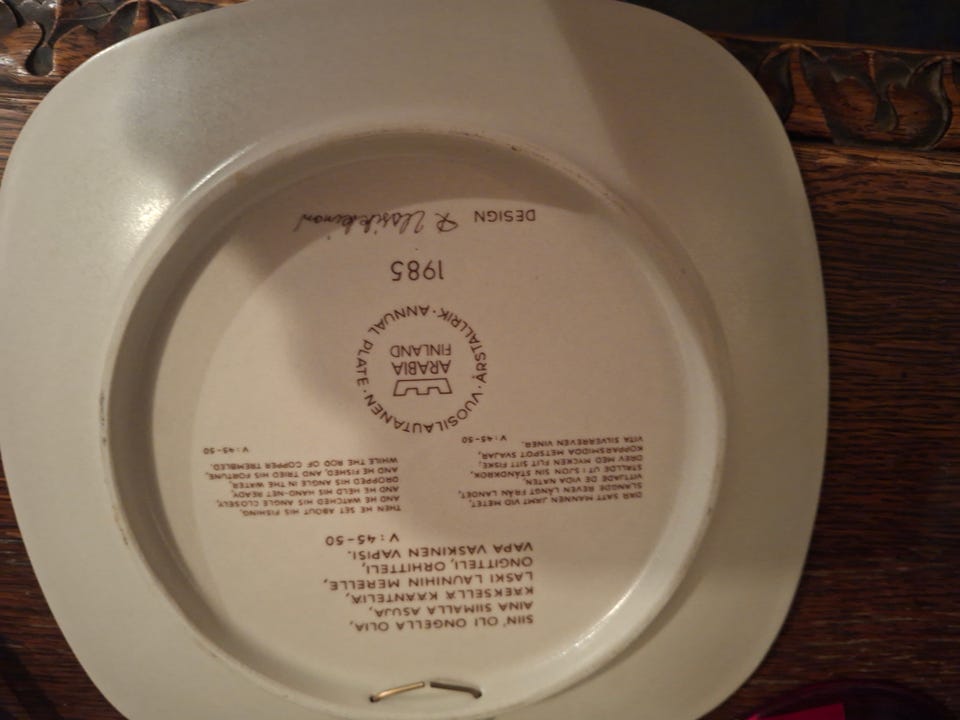 SIIN' OLI ONGELLA OLIA,
AINA SIIMALLA ASUJA,
KÄEKSELLÄ KÄÄNTELIÄ,
LASKI LAUNIHIN MERELLE,
ONGITTELI, ORHITTELI,
VAPA VASKINEN VAPISI.
V:45-50
DÄR SATT MANNEN JÄMT VID METET,
SLÄNGDE REVEN LÅNGT FRÅN LANDET,
VITTJADE DE VIDA NÄTEN,
STÄLLDE UT I SJÖN STÅNDKROK,
DREV MED MYCKEN FLIT SITT FISKE,
KOPPARSMIDDA METSPÖT SVAJAR,
VITA SILVERREVEN VINER.
V:45-50
THEN HE SET ABOUT HIS FISHING,
AND HE WATCHED HIS ANGLE CLOSELY,
AND HE HELD HIS HAND-NET READY,
DROPPED HIS ANGLE IN THE WATER,
AND HE FISHED, AND TRIED HIS FORTUNE,
WHILE THE ROD OF COPPER TREMBLED.
V:45-50
VUOSILAUTANEN·ÅRSTALLRIK·ANNUAL PLATE·
ARABIA
FINLAND
1985
DESIGN R Uosikkinen